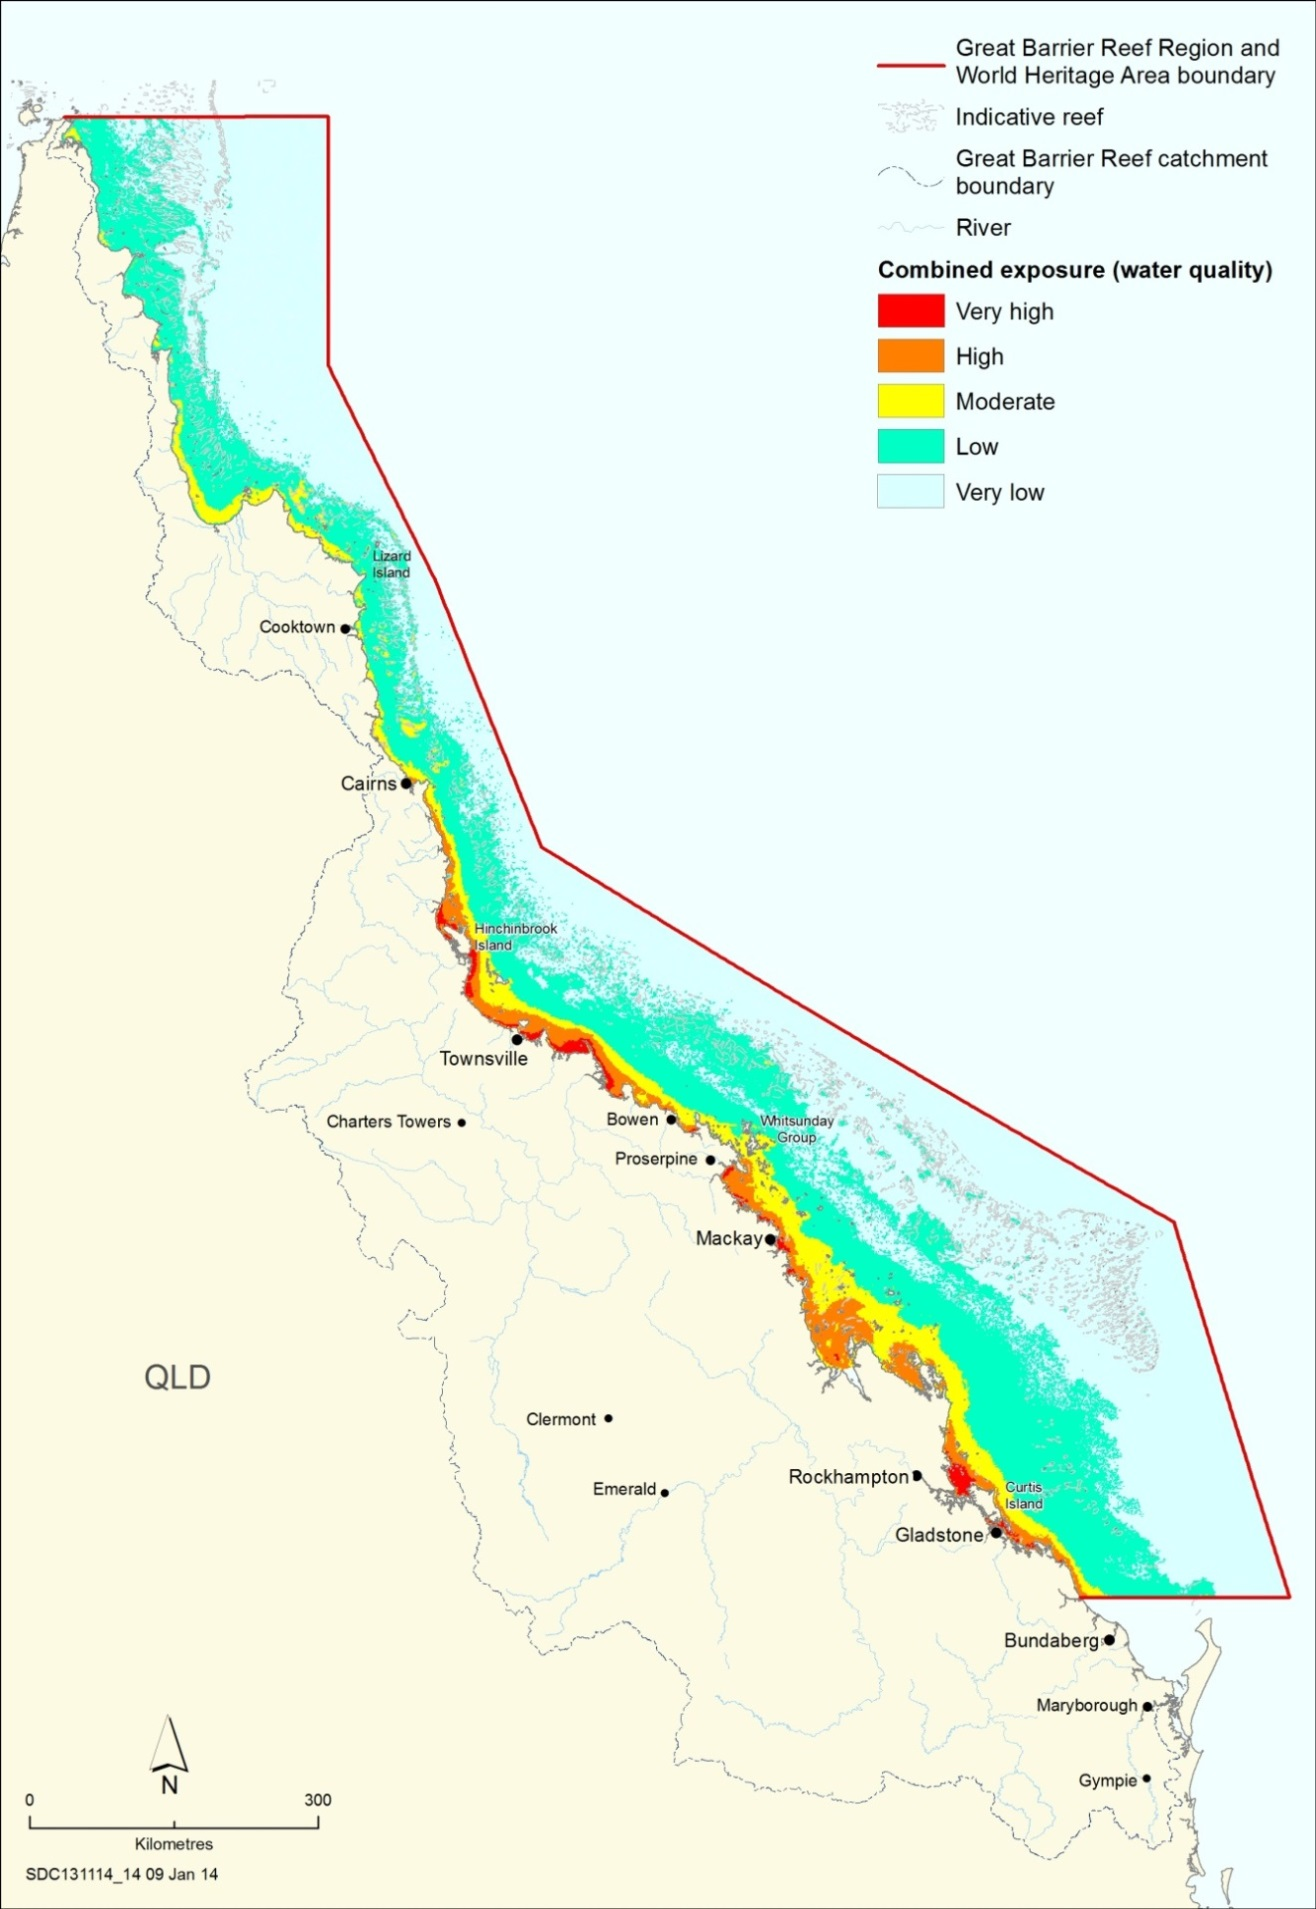 Great Barrier Reef Region and
World Heritage Area boundary
Indicative reef
Great Barrier Reef catchment
boundary
River
Combined exposure (water quality)
Very high
High
Moderate
Low
Very low
Lizard
Island
Cooktown
Cairns
Hinchinbrook
Island
Townsville
Charters Towers
Bowen
Whitsunday
Group
Proserpine
Mackay
QLD
Clermont
Emerald
Rockhampton
Curtis
Island
Gladstone
Bundaberg
Maryborough
Gympie
N
0 300
Kilometres
SDC131114_14 09 Jan 14